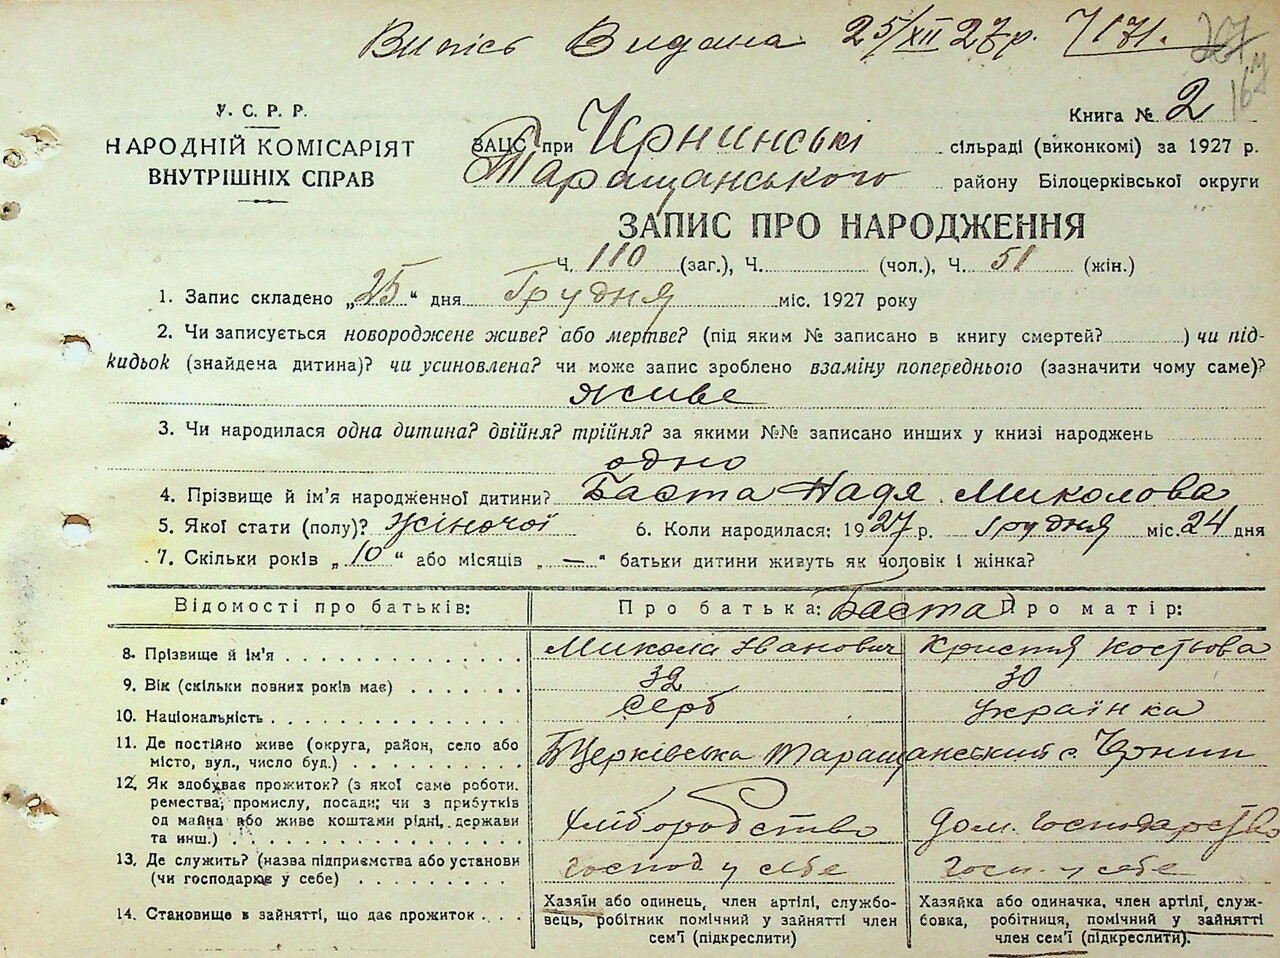 Випісь Видана 25/XII 27р. 7171.
207
167
У. С. Р. Р.
НАРОДНІЙ КОМІСАРІЯТ
ВНУТРІШНІХ СПРАВ
Книга № 2
ЗАЦС при Чернинські сільраді (виконкомі) за 1927 р.
Таращанського району Білоцерківської округи
ЗАПИС ПРО НАРОДЖЕННЯ
Ч. 110 (заг.), Ч. (чол.), Ч. 51 (жін.)
1. Запис складено „25“ дня Грудня міс. 1927 року
2. Чи записується новороджене живе? або мертве? (під яким № записано в книгу смертей? ) чи під-
кидьок (знайдена дитина)? чи усиновлена? чи може запис зроблено взаміну попереднього (зазначити чому саме)?
живе
3. Чи народилася одна дитина? двійня? трійня? за якими №№ записано инших у книзі народжень
одно
4. Прізвище й ім'я народженної дитини? Баста Надя Миколова
5. Якої стати (полу)? жіночої 6. Коли народилася: 1927 р. Грудня міс. 24 дня
7. Скільки років „10“ або місяців „—“ батьки дитини живуть як чоловік і жінка?
Відомості про батьків: Про батька: Баста Про матір:
8. Прізвище й ім'я Микола Іванович Кристя Костьова
9. Вік (скільки повних років має) 32 30
10. Національність серб українка
11. Де постійно живе (округа, район, село або
місто, вул., число буд.) БЦерківська Таращанський с. Чернин
12. Як здобуває прожиток? (з якої саме роботи.
ремества, промислу, посади; чи з прибутків
од майна або живе коштами рідні, держави
та инш.) хліборобство дом. господарство
13. Де служить? (назва підприємства або установи
(чи господарює у себе) господ у себе госп. у себе
14. Становище в зайнятті, що дає прожиток
Хазяїн або одинець, член артілі, службо-
вець, робітник помічний у зайнятті член
сем'ї (підкреслити)
Хазяйка або одиначка, член артілі, служ-
бовка, робітниця, помічний у зайнятті
член сем'ї (підкреслити).